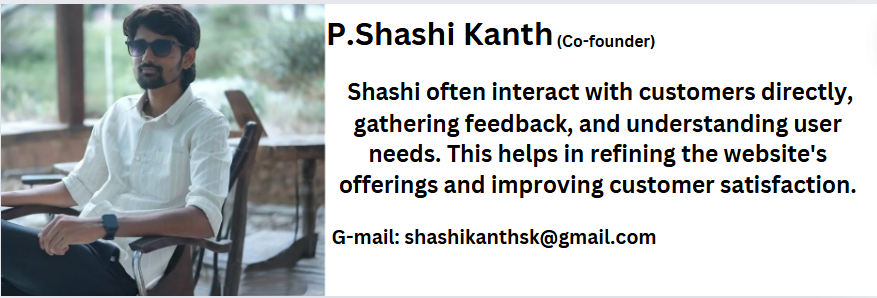 P.Shashi Kanth (Co-founder)
Shashi often interact with customers directly,
gathering feedback, and understanding user
needs. This helps in refining the website's
offerings and improving customer satisfaction.
G-mail: shashikanthsk@gmail.com